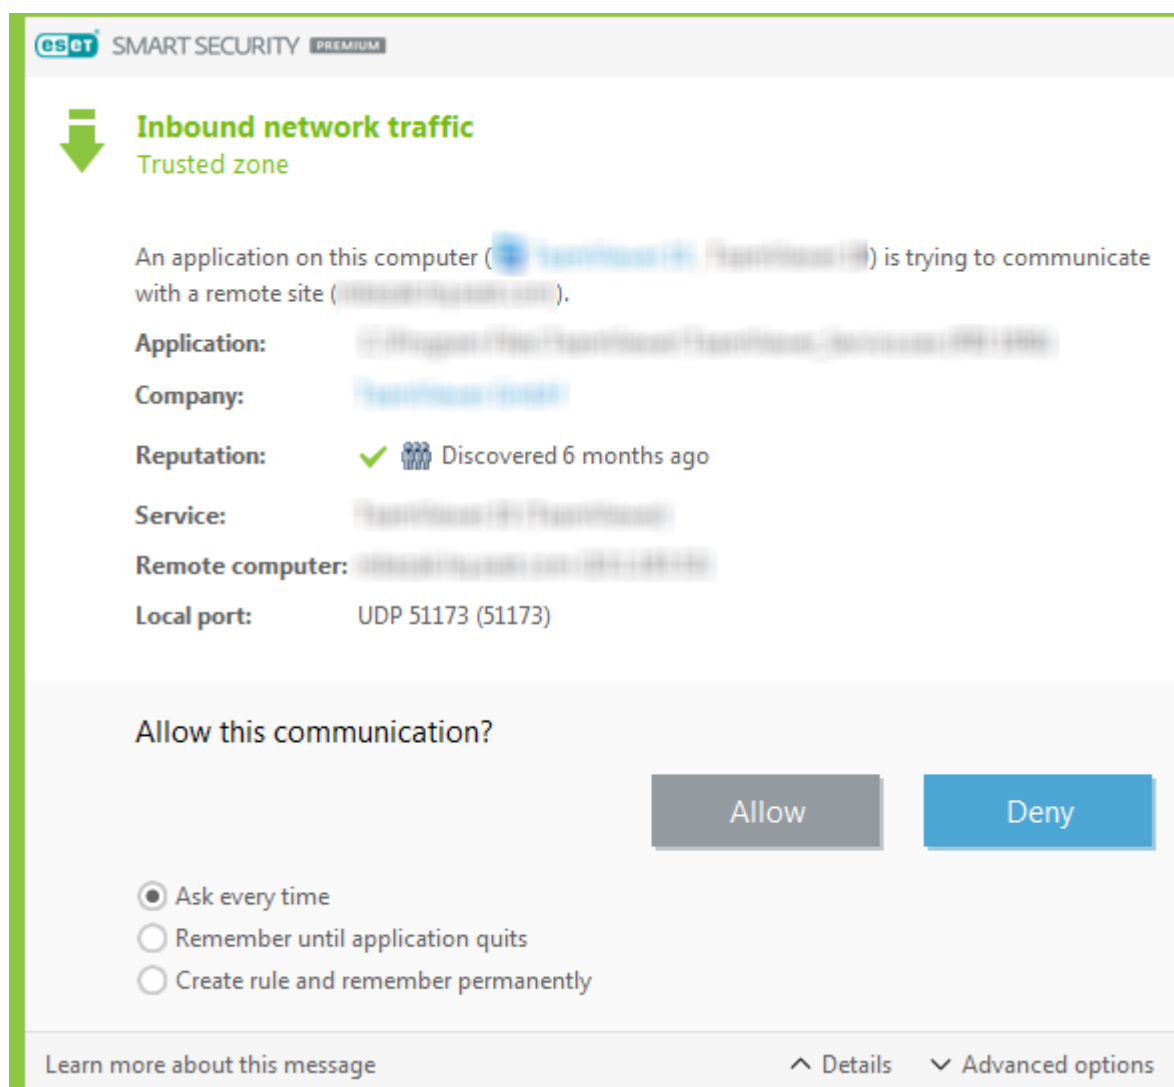 eset SMART SECURITY PREMIUM
Inbound network traffic
Trusted zone
An application on this computer ( ) is trying to communicate
with a remote site ( ).
Application:
Company:
Reputation: Discovered 6 months ago
Service:
Remote computer:
Local port: UDP 51173 (51173)
Allow this communication?
Allow Deny
Ask every time
Remember until application quits
Create rule and remember permanently
Learn more about this message Details Advanced options